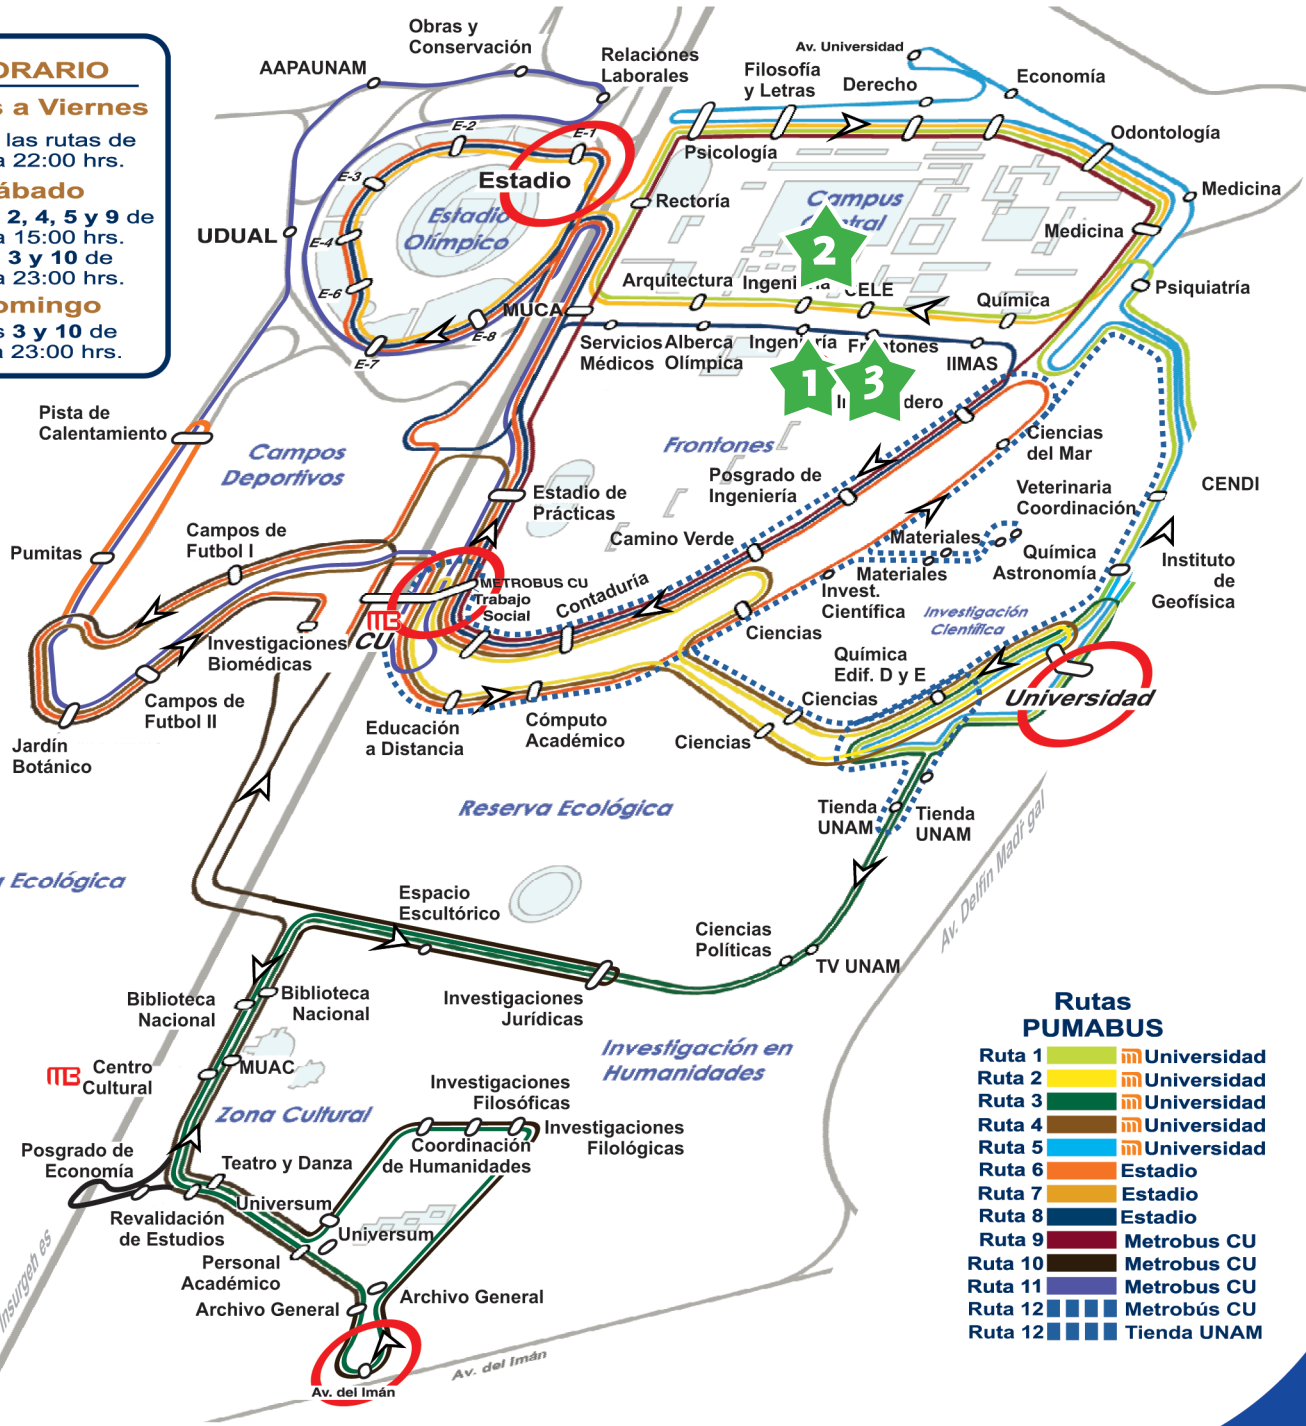 ORARIO
s a Viernes
las rutas de
a 22:00 hrs.
ábado
2, 4, 5 y 9 de
a 15:00 hrs.
3 y 10 de
a 23:00 hrs.
omingo
s 3 y 10 de
a 23:00 hrs.
Obras y
Conservación
AAPAUNAM
Relaciones
Laborales
Av. Universidad
Filosofía
y Letras
Derecho
Economía
Odontología
Psicología
Medicina
Rectoría
Medicina
E-2
E-1
E-3
E-4
E-6
E-7
E-8
Estadio
Estadio
Olímpico
Campus
UDUAL
2
Arquitectura
CELE
Química
Psiquiatría
MUCA
Servicios
Médicos
Alberca
Olímpica
Ingeniería
IIMAS
1
3
Pista de
Calentamiento
Campos
Deportivos
Frontones
Ciencias
del Mar
Posgrado de
Ingeniería
Estadio de
Prácticas
Veterinaria
Coordinación
CENDI
Pumitas
Campos de
Futbol I
Camino Verde
Materiales
Materiales
Química
Astronomía
Instituto
de
Geofísica
METROBUS CU
Trabajo
Social
Contaduría
Invest.
Científica
Investigación
Científica
MB
CU
Investigaciones
Biomédicas
Ciencias
Química
Edif. D y E
Universidad
Campos de
Futbol II
Ciencias
Ciencias
Educación
a Distancia
Cómputo
Académico
Jardín
Botánico
Reserva Ecológica
Tienda
UNAM
Tienda
UNAM
Av. Delfín Madrigal
a Ecológica
Espacio
Escultórico
Ciencias
Políticas
TV UNAM
Biblioteca
Nacional
Biblioteca
Nacional
Investigaciones
Jurídicas
MB
Centro
Cultural
MUAC
Investigación en
Humanidades
Zona Cultural
Investigaciones
Filosóficas
Coordinación
de Humanidades
Investigaciones
Filológicas
Posgrado de
Economía
Teatro y Danza
Universum
Universum
Revalidación
de Estudios
Personal
Académico
Archivo General
Archivo General
Av. del Imán
Av. del Imán
Rutas
PUMABUS
Ruta 1 Universidad
Ruta 2 Universidad
Ruta 3 Universidad
Ruta 4 Universidad
Ruta 5 Universidad
Ruta 6 Estadio
Ruta 7 Estadio
Ruta 8 Estadio
Ruta 9 Metrobus CU
Ruta 10 Metrobus CU
Ruta 11 Metrobus CU
Ruta 12 Metrobús CU
Ruta 12 Tienda UNAM